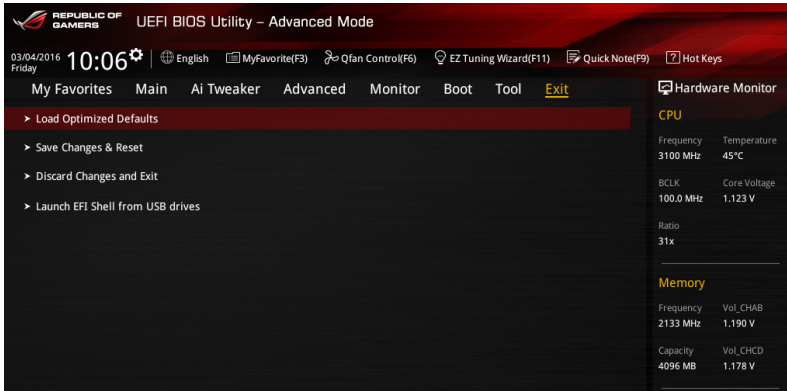 REPUBLIC OF
GAMERS
UEFI BIOS Utility – Advanced Mode
03/04/2016
Friday
10:06
English
MyFavorite(F3)
Qfan Control(F6)
EZ Tuning Wizard(F11)
Quick Note(F9)
? Hot Keys
My Favorites Main Ai Tweaker Advanced Monitor Boot Tool Exit
Hardware Monitor
> Load Optimized Defaults
> Save Changes & Reset
> Discard Changes and Exit
> Launch EFI Shell from USB drives
CPU
Frequency Temperature
3100 MHz 45°C
BCLK Core Voltage
100.0 MHz 1.123 V
Ratio
31x
Memory
Frequency Vol_CHAB
2133 MHz 1.190 V
Capacity Vol_CHCD
4096 MB 1.178 V